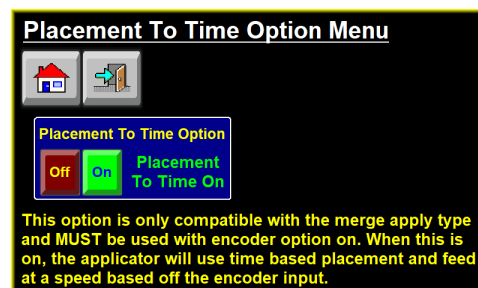 Placement To Time Option Menu
Placement To Time Option
Off
On
Placement
To Time On
This option is only compatible with the merge apply type
and MUST be used with encoder option on. When this is
on, the applicator will use time based placement and feed
at a speed based off the encoder input.